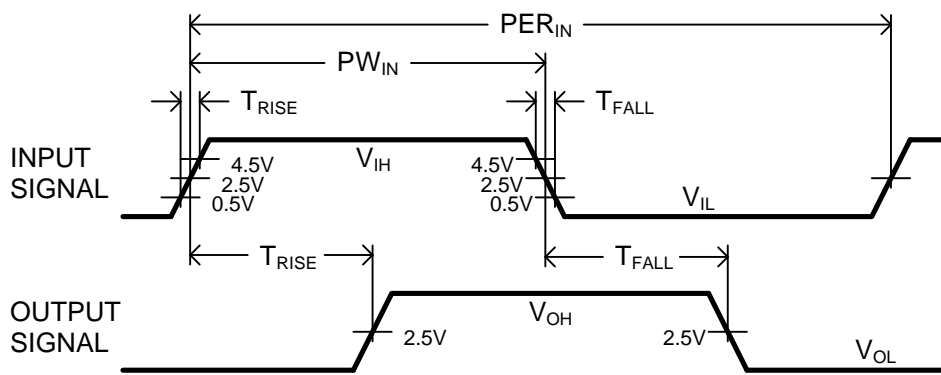 PER_IN
PW_IN
T_RISE
T_FALL
INPUT
SIGNAL
4.5V
2.5V
0.5V
V_IH
4.5V
2.5V
0.5V
V_IL
T_RISE
T_FALL
OUTPUT
SIGNAL
2.5V
V_OH
2.5V
V_OL